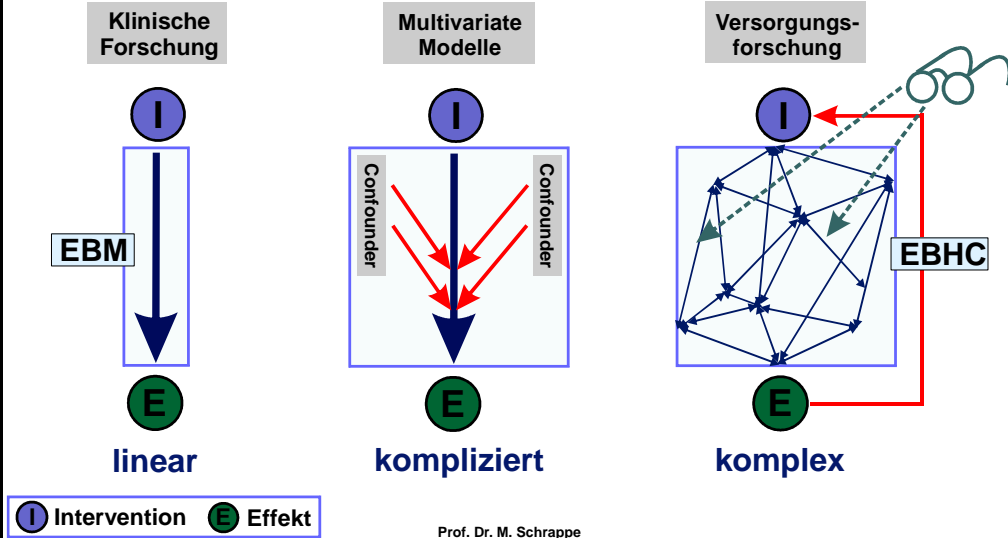 Klinische
Forschung
Multivariate
Modelle
Versorgungs-
forschung
I
I
I
Confounder
Confounder
EBM
EBHC
E
E
E
linear
kompliziert
komplex
I Intervention E Effekt
Prof. Dr. M. Schrappe